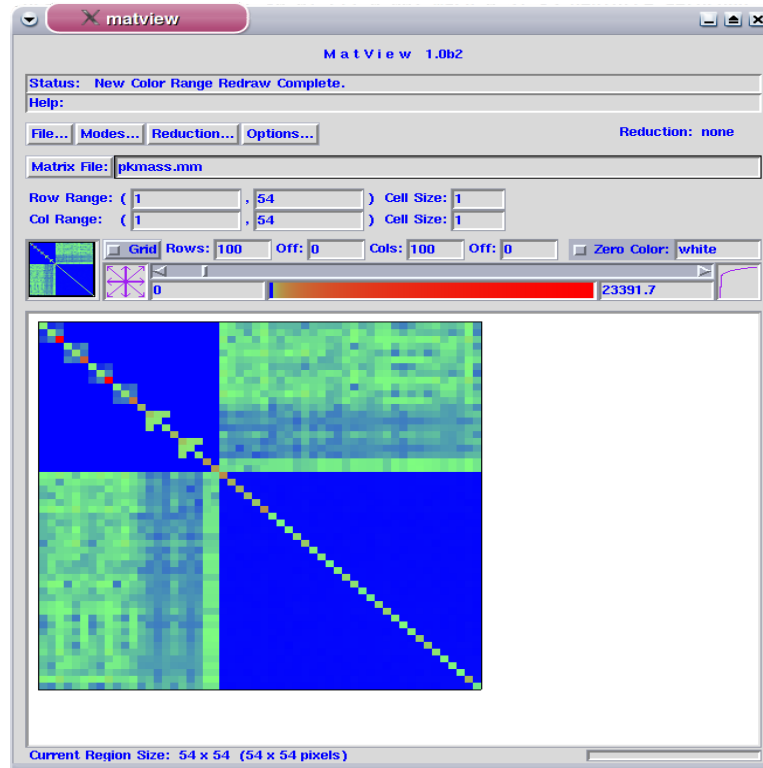 matview
MatView 1.0b2
Status: New Color Range Redraw Complete.
Help:
File... Modes... Reduction... Options... Reduction: none
Matrix File: pkmass.mm
Row Range: ( 1 , 54 ) Cell Size: 1
Col Range: ( 1 , 54 ) Cell Size: 1
Grid Rows: 100 Off: 0 Cols: 100 Off: 0 Zero Color: white
0 23391.7
Current Region Size: 54 x 54 (54 x 54 pixels)